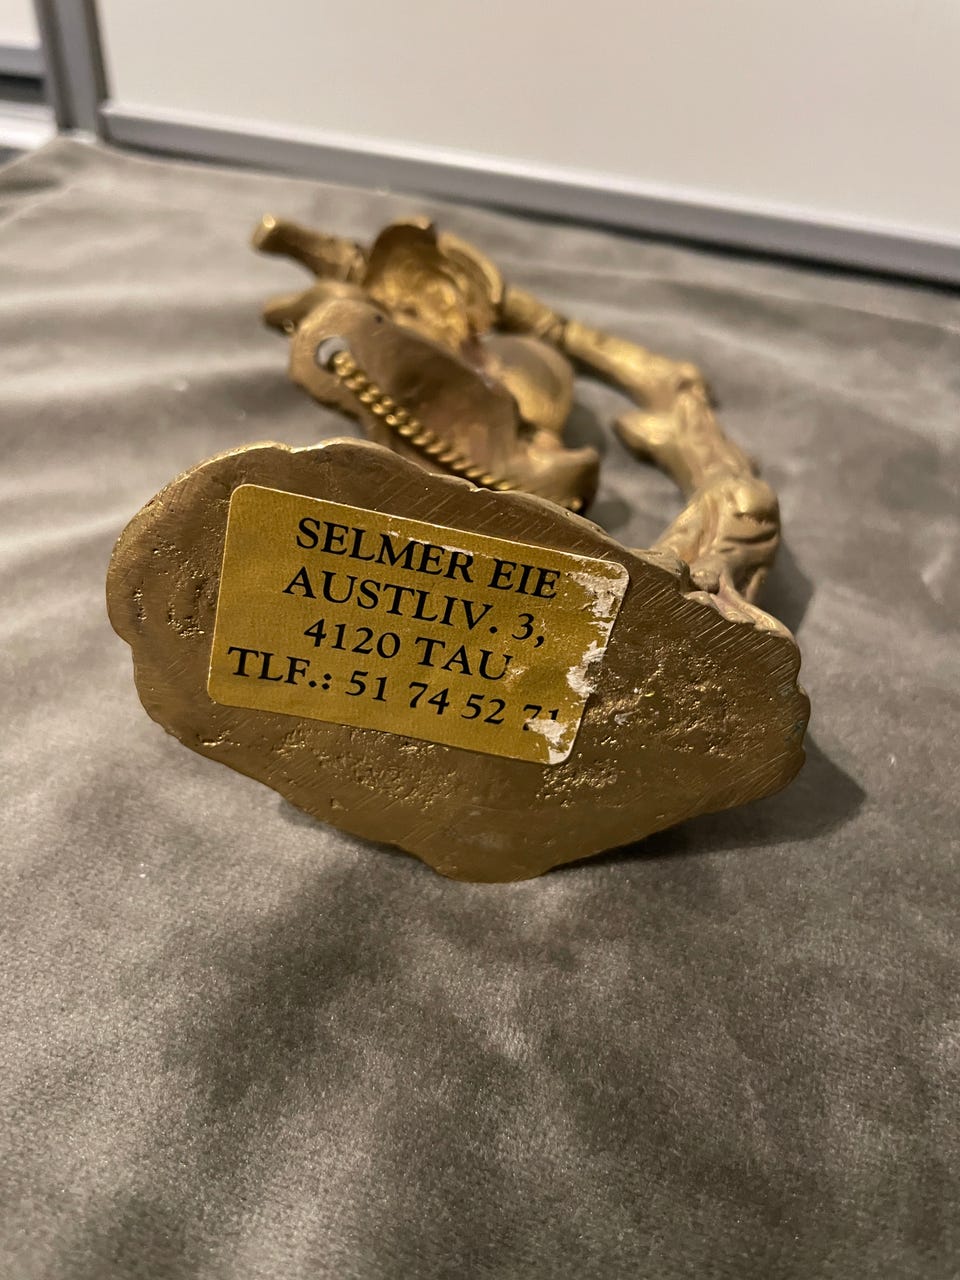 SELMER EIE
AUSTLIV. 3,
4120 TAU
TLF.: 51 74 52 71